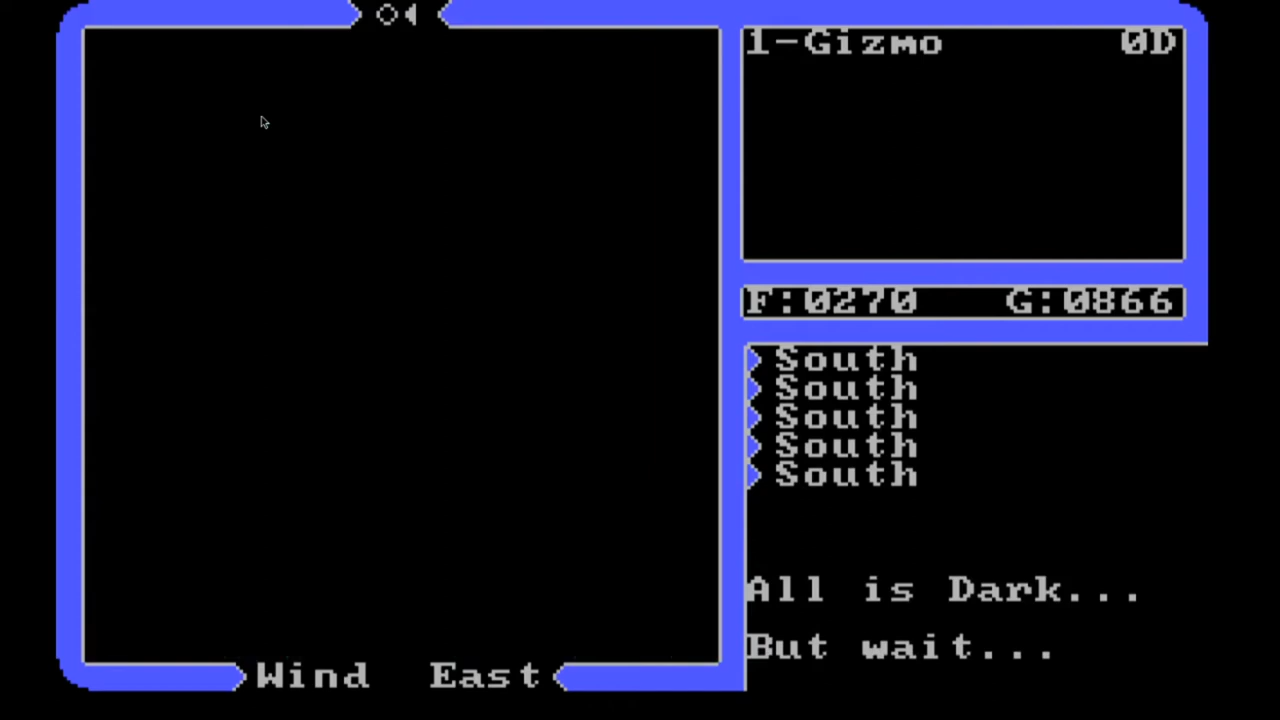 1-Gizmo 0D
F:0270 G:0866
South
South
South
South
South
All is Dark...
But wait...
Wind East